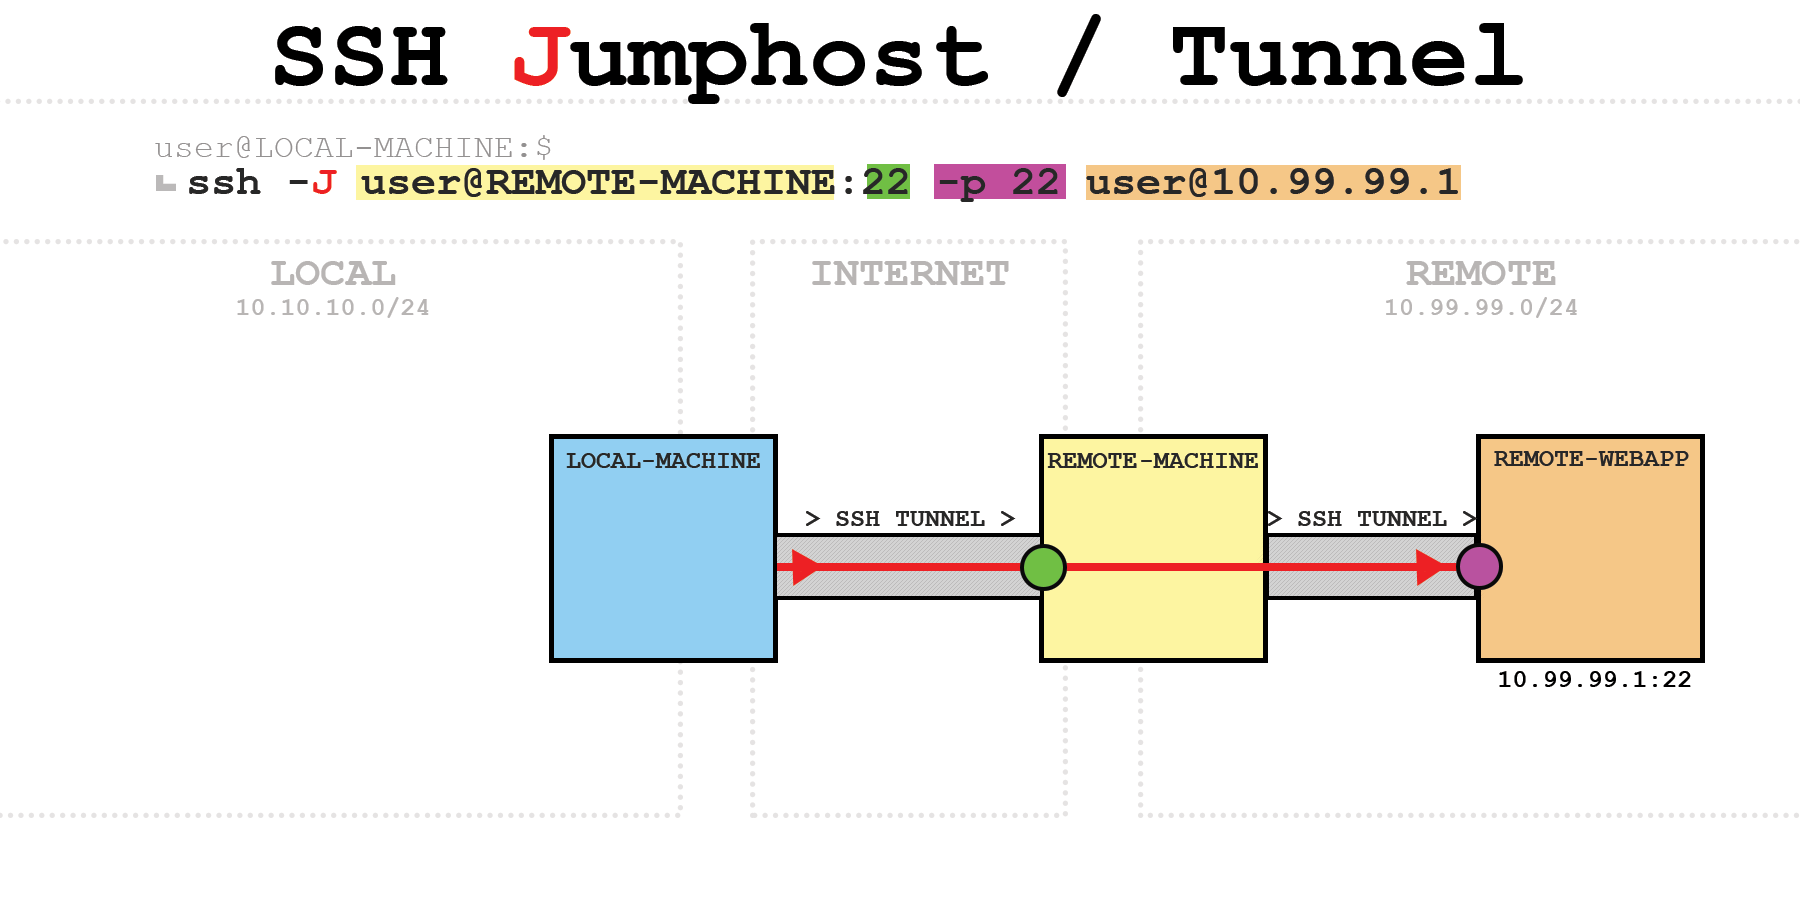 SSH Jumphost / Tunnel
user@LOCAL-MACHINE:$
ssh -J user@REMOTE-MACHINE:22 -p 22 user@10.99.99.1
LOCAL
10.10.10.0/24
INTERNET
REMOTE
10.99.99.0/24
LOCAL-MACHINE
REMOTE-MACHINE
REMOTE-WEBAPP
> SSH TUNNEL >
> SSH TUNNEL >
10.99.99.1:22